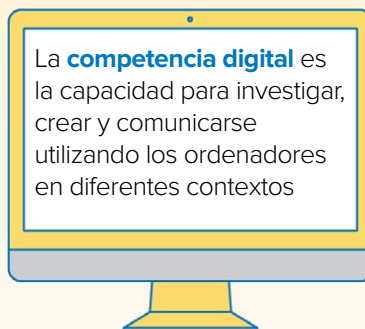 La competencia digital es
la capacidad para investigar,
crear y comunicarse
utilizando los ordenadores
en diferentes contextos